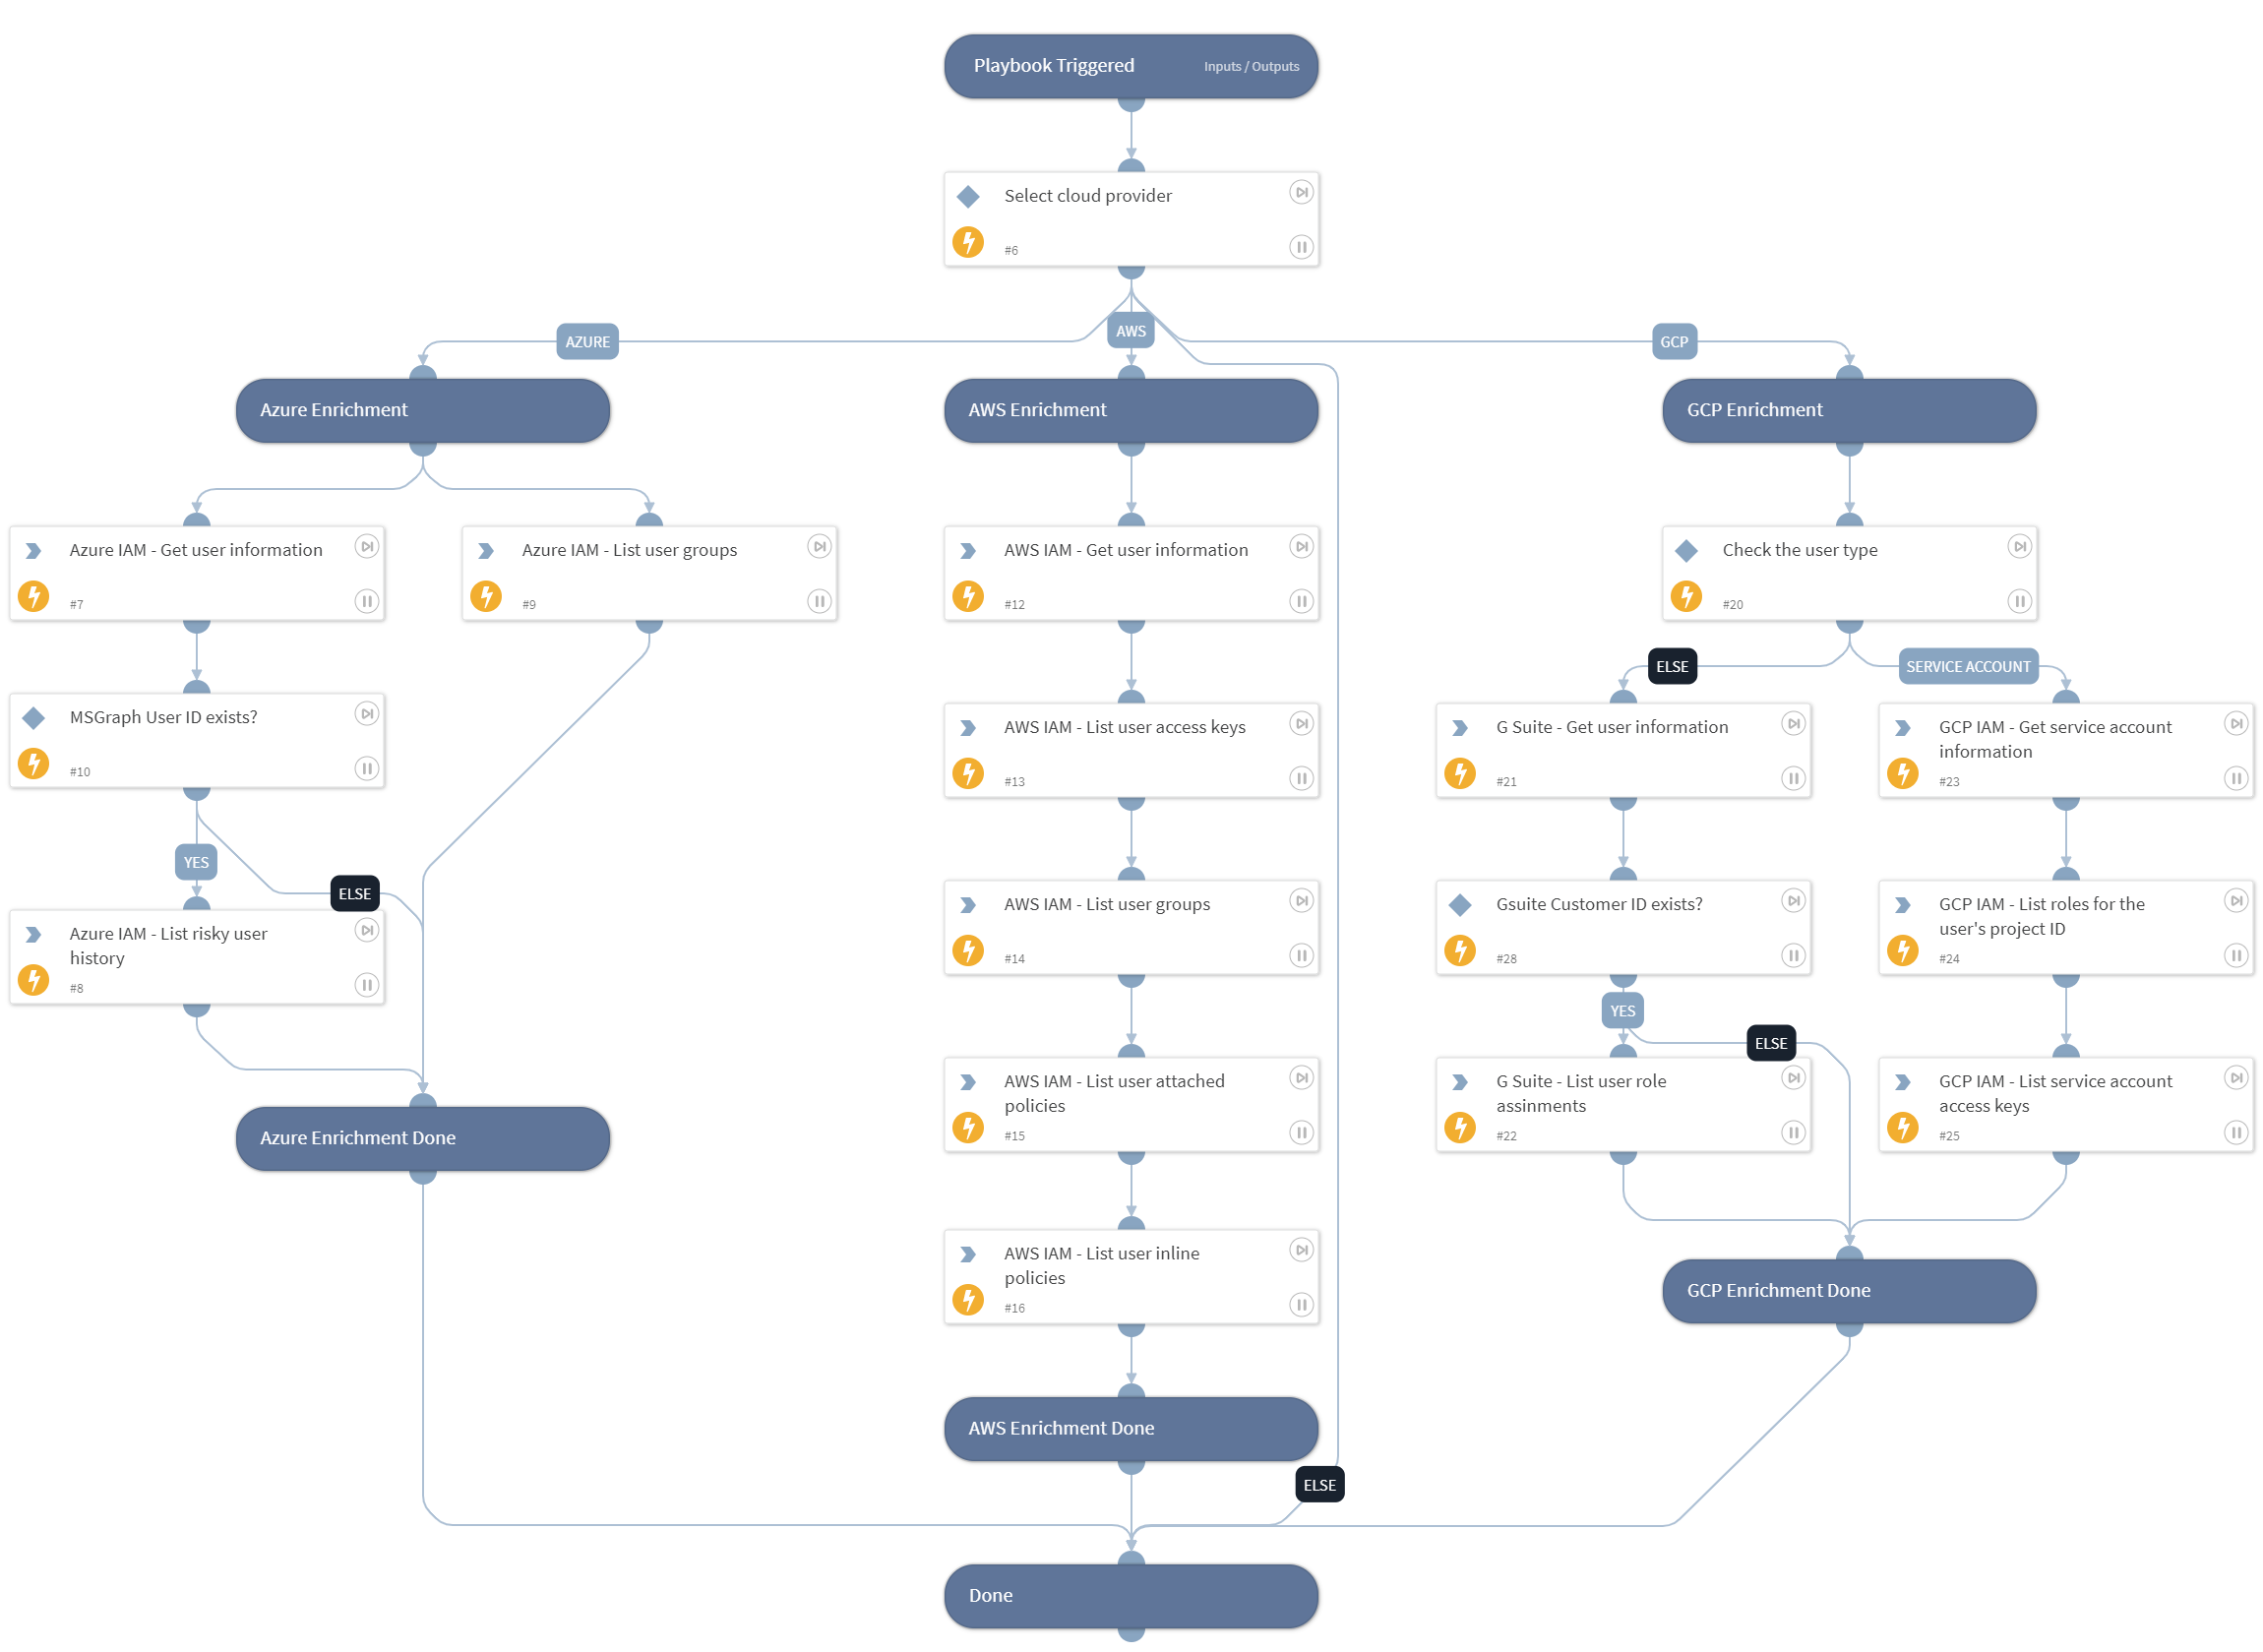 Playbook Triggered
Inputs / Outputs
Select cloud provider
#6
AZURE
AWS
GCP
Azure Enrichment
AWS Enrichment
GCP Enrichment
Azure IAM - Get user information
#7
Azure IAM - List user groups
#9
AWS IAM - Get user information
#12
Check the user type
#20
ELSE
SERVICE ACCOUNT
MSGraph User ID exists?
#10
AWS IAM - List user access keys
#13
G Suite - Get user information
#21
GCP IAM - Get service account
information
#23
YES
ELSE
Azure IAM - List risky user
history
#8
AWS IAM - List user groups
#14
Gsuite Customer ID exists?
#28
GCP IAM - List roles for the
user's project ID
#24
YES
ELSE
AWS IAM - List user attached
policies
#15
G Suite - List user role
assinments
#22
GCP IAM - List service account
access keys
#25
Azure Enrichment Done
AWS IAM - List user inline
policies
#16
GCP Enrichment Done
AWS Enrichment Done
ELSE
Done